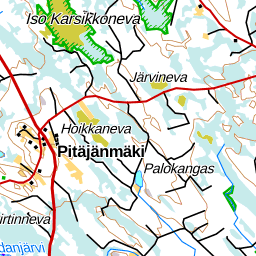 Iso Karsikkoneva
Järvineva
Hoikkaneva
Pitäjänmäki
Palokangas
irtinneva
danjärvi